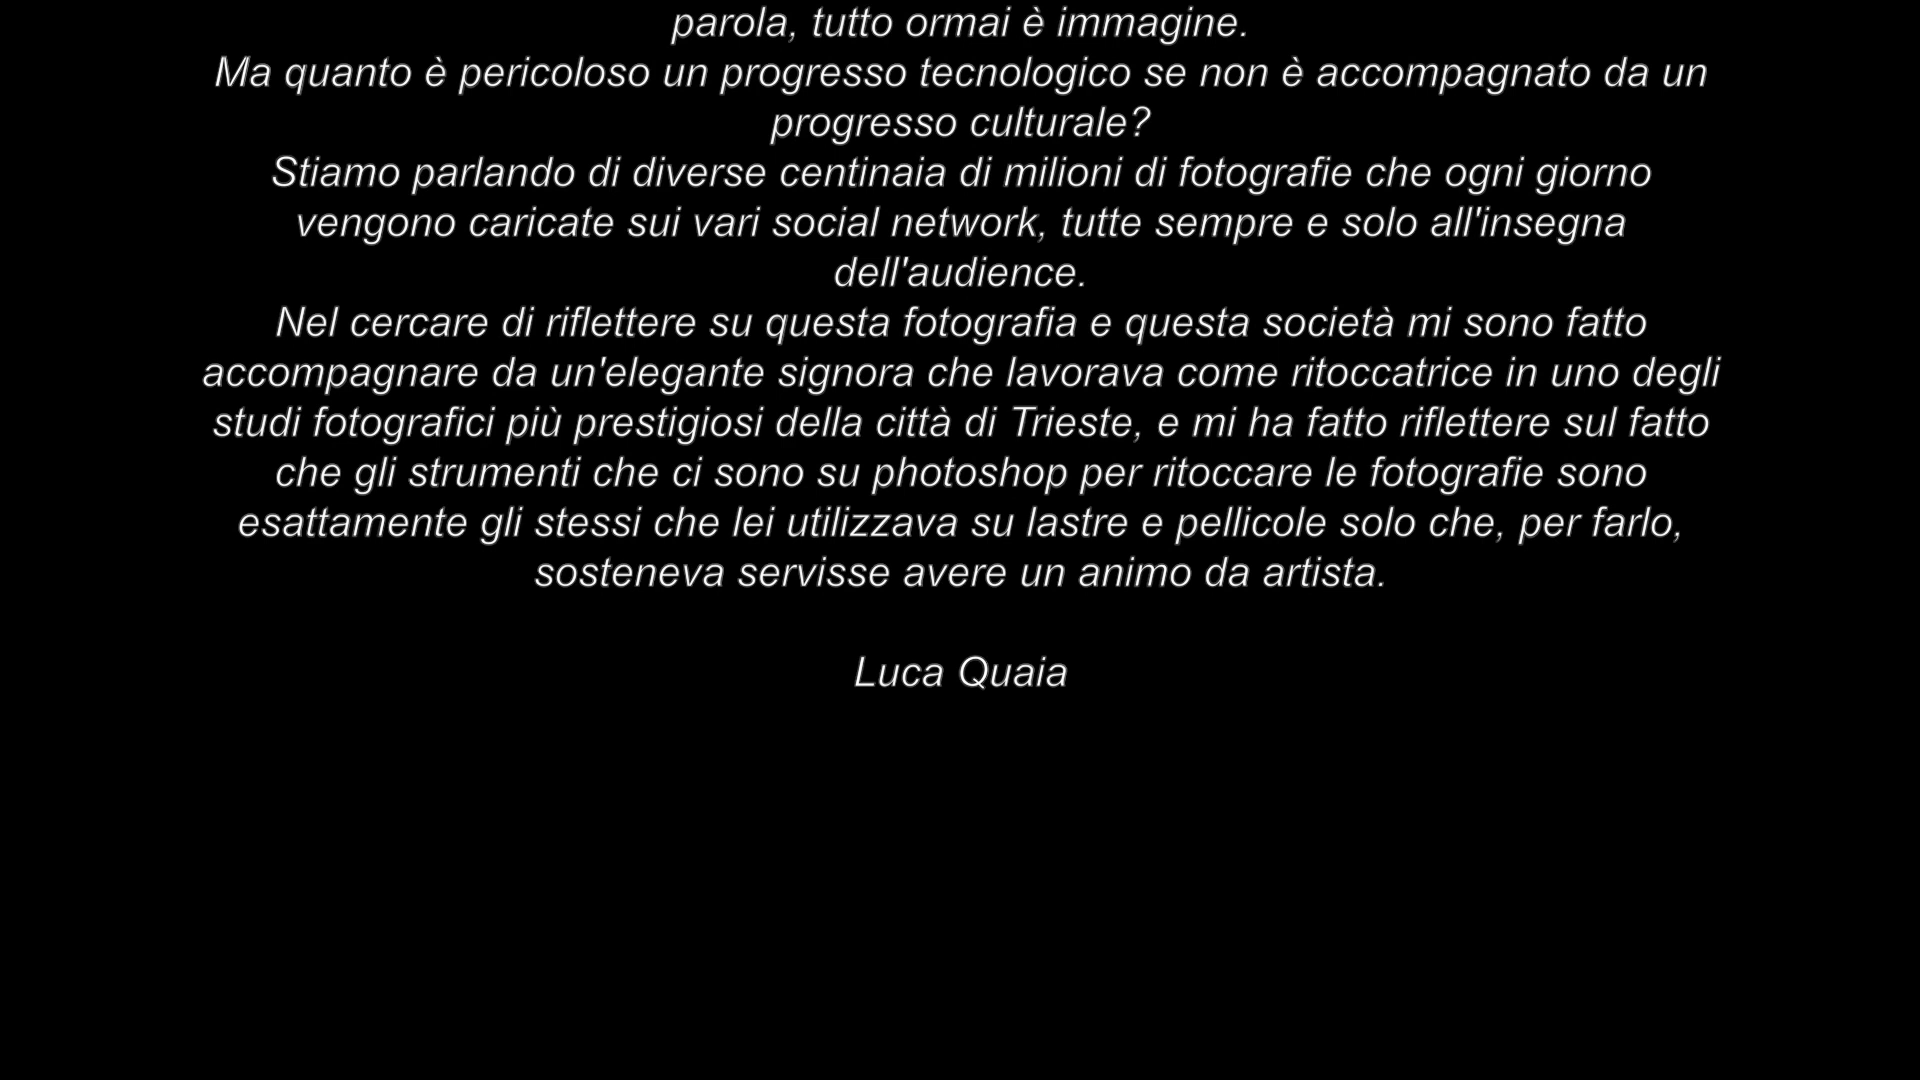 parola, tutto ormai è immagine.
Ma quanto è pericoloso un progresso tecnologico se non è accompagnato da un
progresso culturale?
Stiamo parlando di diverse centinaia di milioni di fotografie che ogni giorno
vengono caricate sui vari social network, tutte sempre e solo all'insegna
dell'audience.
Nel cercare di riflettere su questa fotografia e questa società mi sono fatto
accompagnare da un'elegante signora che lavorava come ritoccatrice in uno degli
studi fotografici più prestigiosi della città di Trieste, e mi ha fatto riflettere sul fatto
che gli strumenti che ci sono su photoshop per ritoccare le fotografie sono
esattamente gli stessi che lei utilizzava su lastre e pellicole solo che, per farlo,
sosteneva servisse avere un animo da artista.
Luca Quaia